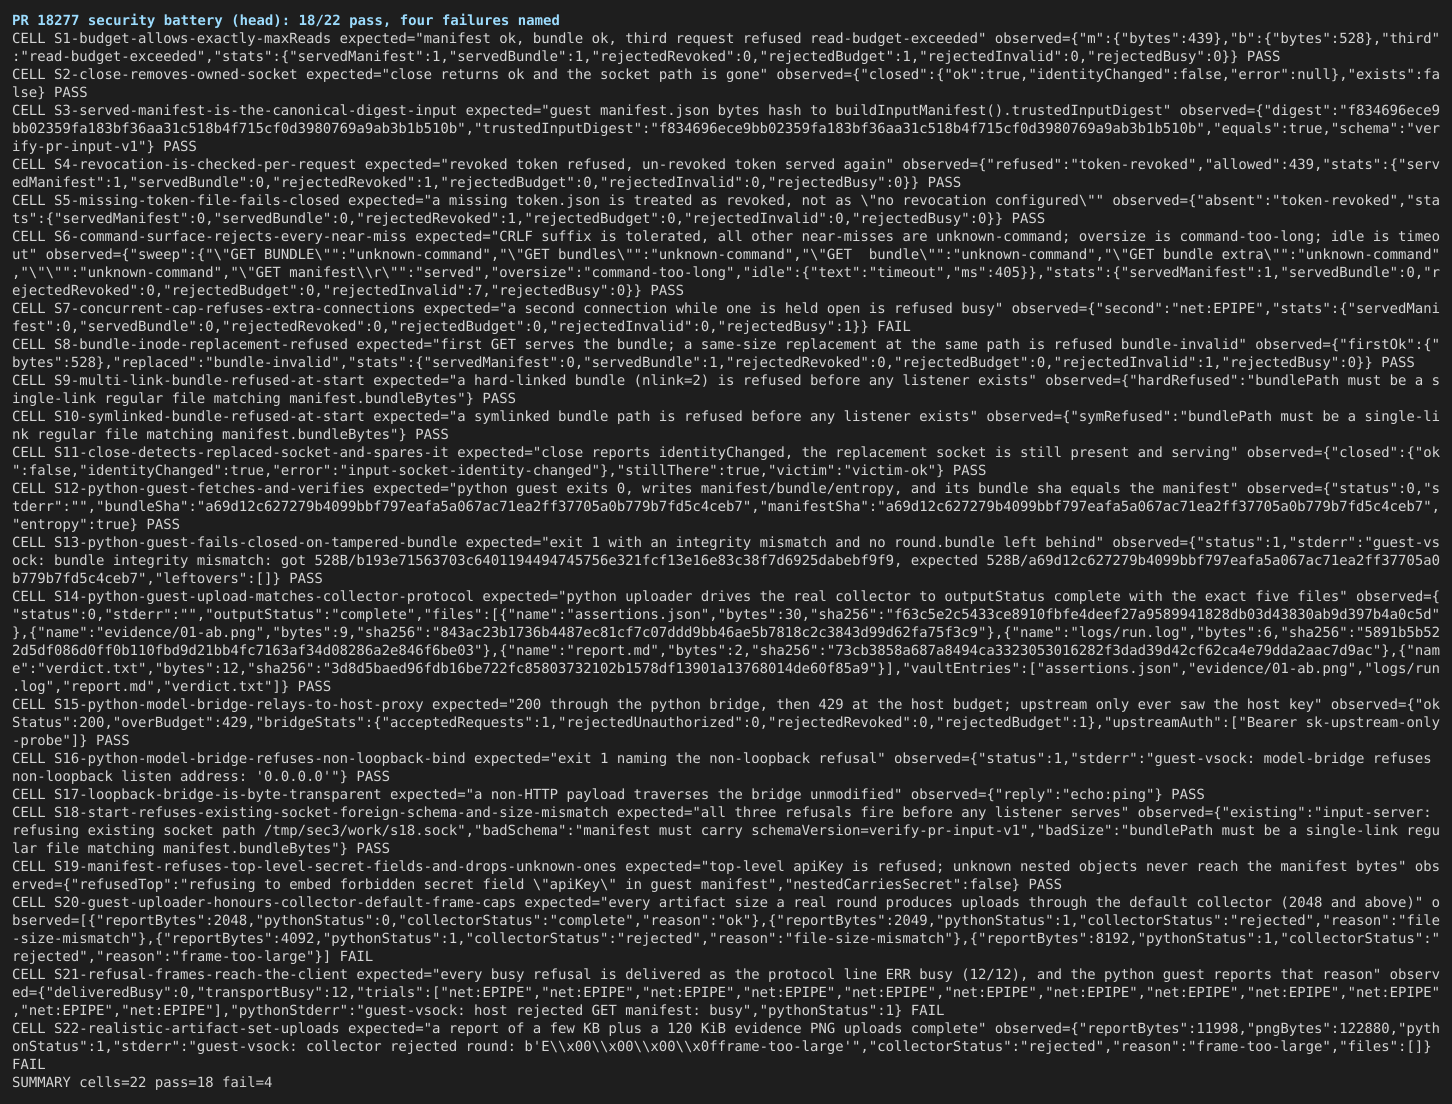 PR 18277 security battery (head): 18/22 pass, four failures named
CELL S1-budget-allows-exactly-maxReads expected="manifest ok, bundle ok, third request refused read-budget-exceeded" observed={"m":{"bytes":439},"b":{"bytes":528},"third"
:"read-budget-exceeded","stats":{"servedManifest":1,"servedBundle":1,"rejectedRevoked":0,"rejectedBudget":1,"rejectedInvalid":0,"rejectedBusy":0}} PASS
CELL S2-close-removes-owned-socket expected="close returns ok and the socket path is gone" observed={"closed":{"ok":true,"identityChanged":false,"error":null},"exists":fa
lse} PASS
CELL S3-served-manifest-is-the-canonical-digest-input expected="guest manifest.json bytes hash to buildInputManifest().trustedInputDigest" observed={"digest":"f834696ece9
bb02359fa183bf36aa31c518b4f715cf0d3980769a9ab3b1b510b","trustedInputDigest":"f834696ece9bb02359fa183bf36aa31c518b4f715cf0d3980769a9ab3b1b510b","equals":true,"schema":"ver
ify-pr-input-v1"} PASS
CELL S4-revocation-is-checked-per-request expected="revoked token refused, un-revoked token served again" observed={"refused":"token-revoked","allowed":439,"stats":{"serv
edManifest":1,"servedBundle":0,"rejectedRevoked":1,"rejectedBudget":0,"rejectedInvalid":0,"rejectedBusy":0}} PASS
CELL S5-missing-token-file-fails-closed expected="a missing token.json is treated as revoked, not as \"no revocation configured\"" observed={"absent":"token-revoked","sta
ts":{"servedManifest":0,"servedBundle":0,"rejectedRevoked":1,"rejectedBudget":0,"rejectedInvalid":0,"rejectedBusy":0}} PASS
CELL S6-command-surface-rejects-every-near-miss expected="CRLF suffix is tolerated, all other near-misses are unknown-command; oversize is command-too-long; idle is timeo
ut" observed={"sweep":{"\"GET BUNDLE\"":"unknown-command","\"GET bundles\"":"unknown-command","\"GET  bundle\"":"unknown-command","\"GET bundle extra\"":"unknown-command"
,"\"\"":"unknown-command","\"GET manifest\\r\"":"served","oversize":"command-too-long","idle":{"text":"timeout","ms":405}},"stats":{"servedManifest":1,"servedBundle":0,"r
ejectedRevoked":0,"rejectedBudget":0,"rejectedInvalid":7,"rejectedBusy":0}} PASS
CELL S7-concurrent-cap-refuses-extra-connections expected="a second connection while one is held open is refused busy" observed={"second":"net:EPIPE","stats":{"servedMani
fest":0,"servedBundle":0,"rejectedRevoked":0,"rejectedBudget":0,"rejectedInvalid":0,"rejectedBusy":1}} FAIL
CELL S8-bundle-inode-replacement-refused expected="first GET serves the bundle; a same-size replacement at the same path is refused bundle-invalid" observed={"firstOk":{"
bytes":528},"replaced":"bundle-invalid","stats":{"servedManifest":0,"servedBundle":1,"rejectedRevoked":0,"rejectedBudget":0,"rejectedInvalid":1,"rejectedBusy":0}} PASS
CELL S9-multi-link-bundle-refused-at-start expected="a hard-linked bundle (nlink=2) is refused before any listener exists" observed={"hardRefused":"bundlePath must be a s
ingle-link regular file matching manifest.bundleBytes"} PASS
CELL S10-symlinked-bundle-refused-at-start expected="a symlinked bundle path is refused before any listener exists" observed={"symRefused":"bundlePath must be a single-li
nk regular file matching manifest.bundleBytes"} PASS
CELL S11-close-detects-replaced-socket-and-spares-it expected="close reports identityChanged, the replacement socket is still present and serving" observed={"closed":{"ok
":false,"identityChanged":true,"error":"input-socket-identity-changed"},"stillThere":true,"victim":"victim-ok"} PASS
CELL S12-python-guest-fetches-and-verifies expected="python guest exits 0, writes manifest/bundle/entropy, and its bundle sha equals the manifest" observed={"status":0,"s
tderr":"","bundleSha":"a69d12c627279b4099bbf797eafa5a067ac71ea2ff37705a0b779b7fd5c4ceb7","manifestSha":"a69d12c627279b4099bbf797eafa5a067ac71ea2ff37705a0b779b7fd5c4ceb7",
"entropy":true} PASS
CELL S13-python-guest-fails-closed-on-tampered-bundle expected="exit 1 with an integrity mismatch and no round.bundle left behind" observed={"status":1,"stderr":"guest-vs
ock: bundle integrity mismatch: got 528B/b193e71563703c6401194494745756e321fcf13e16e83c38f7d6925dabebf9f9, expected 528B/a69d12c627279b4099bbf797eafa5a067ac71ea2ff37705a0
b779b7fd5c4ceb7","leftovers":[]} PASS
CELL S14-python-guest-upload-matches-collector-protocol expected="python uploader drives the real collector to outputStatus complete with the exact five files" observed={
"status":0,"stderr":"","outputStatus":"complete","files":[{"name":"assertions.json","bytes":30,"sha256":"f63c5e2c5433ce8910fbfe4deef27a9589941828db03d43830ab9d397b4a0c5d"
},{"name":"evidence/01-ab.png","bytes":9,"sha256":"843ac23b1736b4487ec81cf7c07ddd9bb46ae5b7818c2c3843d99d62fa75f3c9"},{"name":"logs/run.log","bytes":6,"sha256":"5891b5b52
2d5df086d0ff0b110fbd9d21bb4fc7163af34d08286a2e846f6be03"},{"name":"report.md","bytes":2,"sha256":"73cb3858a687a8494ca3323053016282f3dad39d42cf62ca4e79dda2aac7d9ac"},{"nam
e":"verdict.txt","bytes":12,"sha256":"3d8d5baed96fdb16be722fc85803732102b1578df13901a13768014de60f85a9"}],"vaultEntries":["assertions.json","evidence/01-ab.png","logs/run
.log","report.md","verdict.txt"]} PASS
CELL S15-python-model-bridge-relays-to-host-proxy expected="200 through the python bridge, then 429 at the host budget; upstream only ever saw the host key" observed={"ok
Status":200,"overBudget":429,"bridgeStats":{"acceptedRequests":1,"rejectedUnauthorized":0,"rejectedRevoked":0,"rejectedBudget":1},"upstreamAuth":["Bearer sk-upstream-only
-probe"]} PASS
CELL S16-python-model-bridge-refuses-non-loopback-bind expected="exit 1 naming the non-loopback refusal" observed={"status":1,"stderr":"guest-vsock: model-bridge refuses
non-loopback listen address: '0.0.0.0'"} PASS
CELL S17-loopback-bridge-is-byte-transparent expected="a non-HTTP payload traverses the bridge unmodified" observed={"reply":"echo:ping"} PASS
CELL S18-start-refuses-existing-socket-foreign-schema-and-size-mismatch expected="all three refusals fire before any listener serves" observed={"existing":"input-server:
refusing existing socket path /tmp/sec3/work/s18.sock","badSchema":"manifest must carry schemaVersion=verify-pr-input-v1","badSize":"bundlePath must be a single-link regu
lar file matching manifest.bundleBytes"} PASS
CELL S19-manifest-refuses-top-level-secret-fields-and-drops-unknown-ones expected="top-level apiKey is refused; unknown nested objects never reach the manifest bytes" obs
erved={"refusedTop":"refusing to embed forbidden secret field \"apiKey\" in guest manifest","nestedCarriesSecret":false} PASS
CELL S20-guest-uploader-honours-collector-default-frame-caps expected="every artifact size a real round produces uploads through the default collector (2048 and above)" o
bserved=[{"reportBytes":2048,"pythonStatus":0,"collectorStatus":"complete","reason":"ok"},{"reportBytes":2049,"pythonStatus":1,"collectorStatus":"rejected","reason":"file
-size-mismatch"},{"reportBytes":4092,"pythonStatus":1,"collectorStatus":"rejected","reason":"file-size-mismatch"},{"reportBytes":8192,"pythonStatus":1,"collectorStatus":"
rejected","reason":"frame-too-large"}] FAIL
CELL S21-refusal-frames-reach-the-client expected="every busy refusal is delivered as the protocol line ERR busy (12/12), and the python guest reports that reason" observ
ed={"deliveredBusy":0,"transportBusy":12,"trials":["net:EPIPE","net:EPIPE","net:EPIPE","net:EPIPE","net:EPIPE","net:EPIPE","net:EPIPE","net:EPIPE","net:EPIPE","net:EPIPE"
,"net:EPIPE","net:EPIPE"],"pythonStderr":"guest-vsock: host rejected GET manifest: busy","pythonStatus":1} FAIL
CELL S22-realistic-artifact-set-uploads expected="a report of a few KB plus a 120 KiB evidence PNG uploads complete" observed={"reportBytes":11998,"pngBytes":122880,"pyth
onStatus":1,"stderr":"guest-vsock: collector rejected round: b'E\\x00\\x00\\x00\\x0fframe-too-large'","collectorStatus":"rejected","reason":"frame-too-large","files":[]}
FAIL
SUMMARY cells=22 pass=18 fail=4